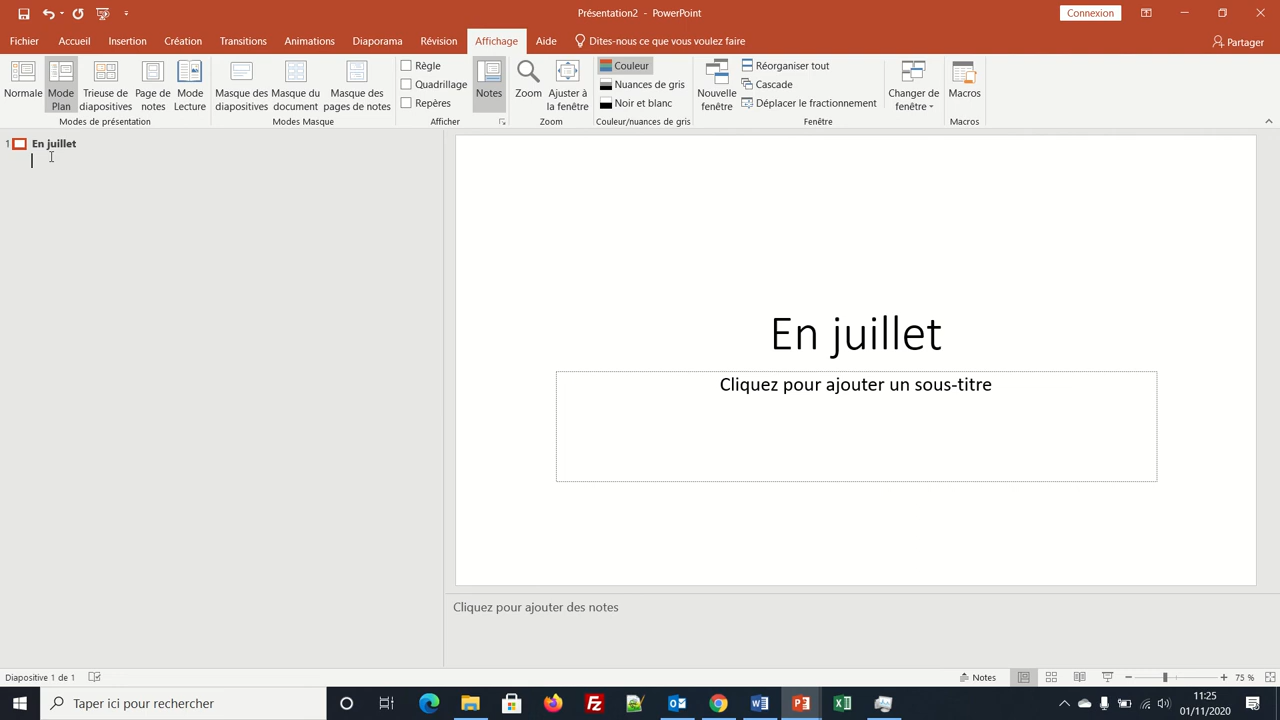 Présentation2 - PowerPoint
Connexion
Fichier Accueil Insertion Création Transitions Animations Diaporama Révision Affichage Aide Dites-nous ce que vous voulez faire
Partager
Normale Mode Plan Trieuse de diapositives Page de notes Mode Lecture
Modes de présentation
Masque des diapositives Masque du document Masque des pages de notes
Modes Masque
Règle
Quadrillage
Repères
Afficher
Notes
Zoom Ajuster à la fenêtre
Zoom
Couleur
Nuances de gris
Noir et blanc
Couleur/nuances de gris
Nouvelle fenêtre
Réorganiser tout
Cascade
Déplacer le fractionnement
Changer de fenêtre
Fenêtre
Macros
Macros
1 En juillet
En juillet
Cliquez pour ajouter un sous-titre
Cliquez pour ajouter des notes
Diapositive 1 de 1
Notes
75 %
Taper ici pour rechercher
11:25
01/11/2020